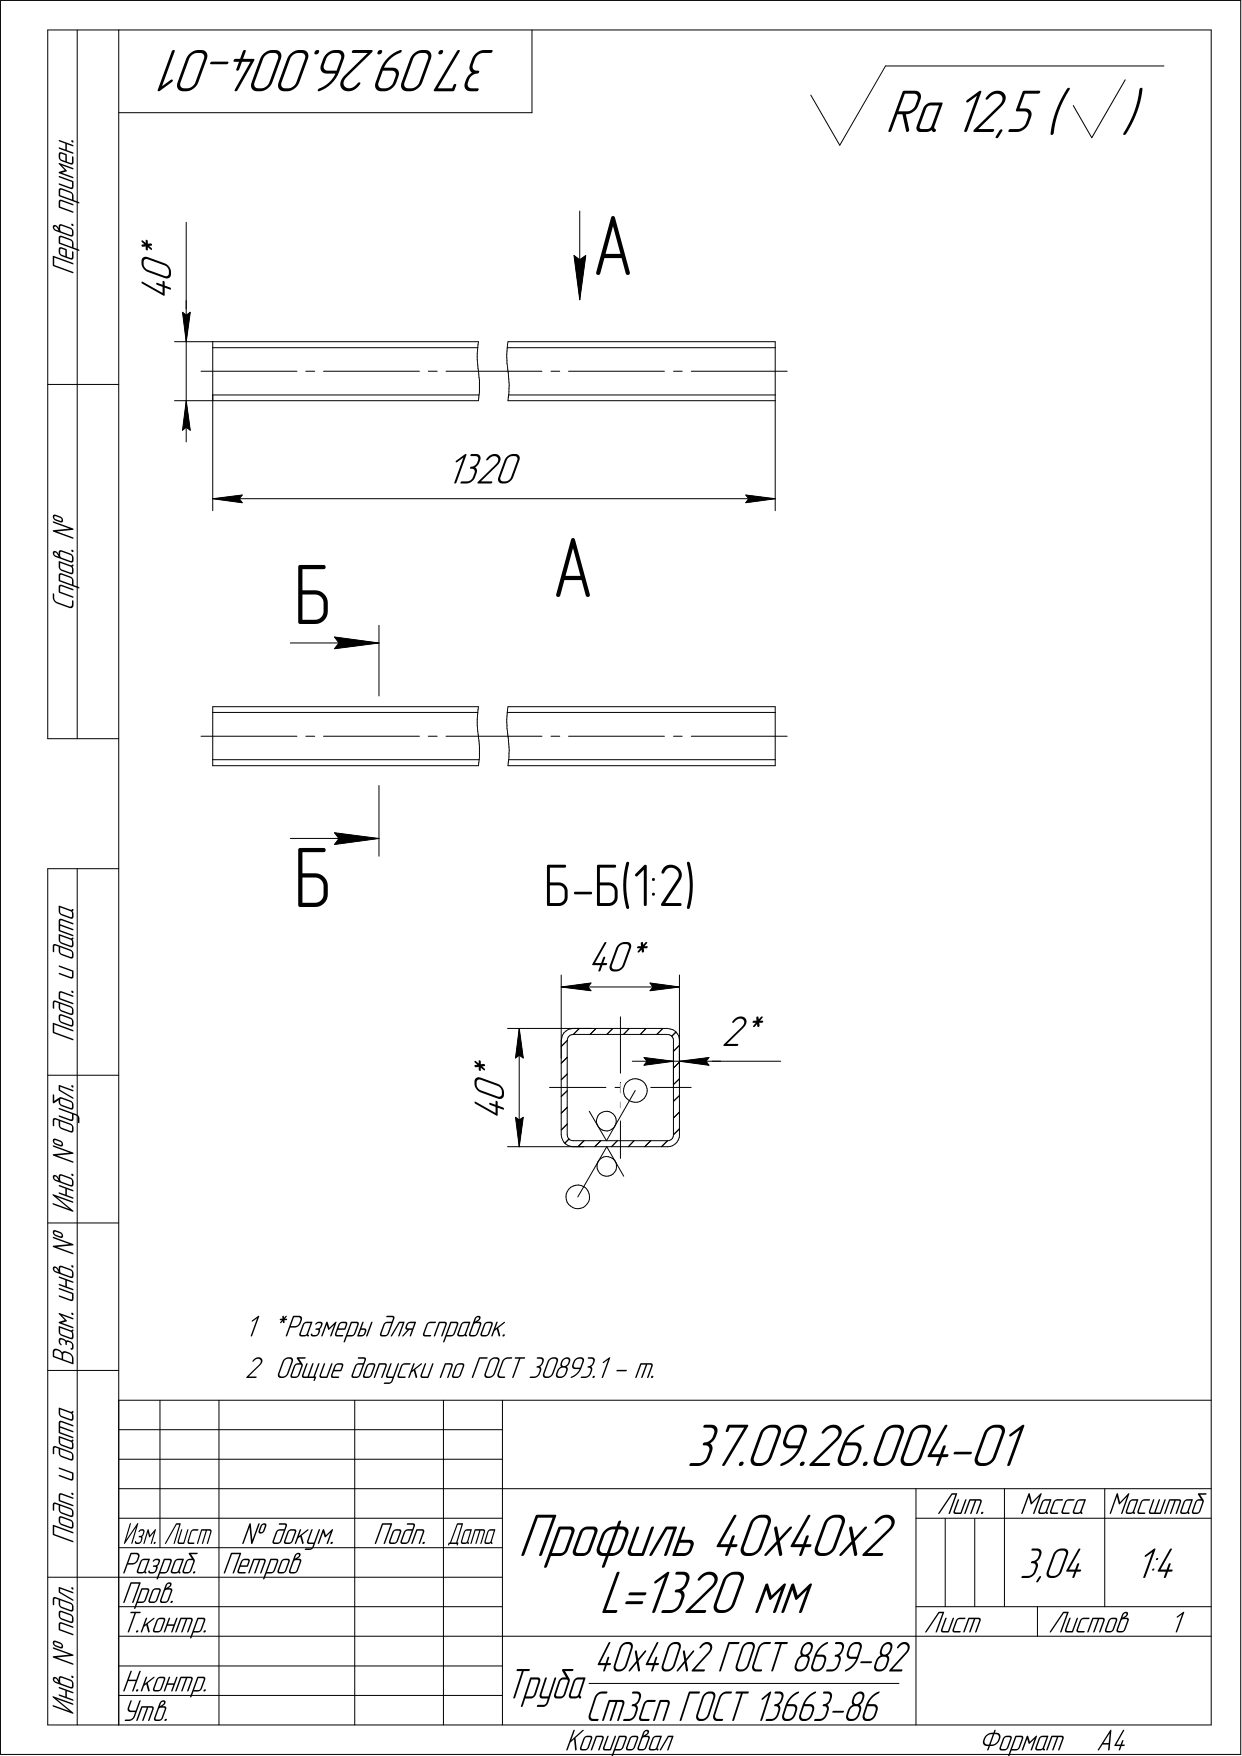 37.09.26.004-01
Ra 12,5 (√)
Перв. примен.
Справ. №
Подп. и дата
Инв. № дубл.
Взам. инв. №
Подп. и дата
Инв. № подл.
А
40*
1320
А
Б
Б
Б-Б(1:2)
40*
2*
40*
1 *Размеры для справок.
2 Общие допуски по ГОСТ 30893.1 - т.
37.09.26.004-01
Изм. Лист № докум. Подп. Дата
Разраб. Петров
Пров.
Т.контр.
Н.контр.
Утв.
Профиль 40х40х2
L=1320 мм
Лит. Масса Масштаб
3,04 1:4
Лист Листов 1
Труба 40х40х2 ГОСТ 8639-82
Ст3сп ГОСТ 13663-86
Копировал Формат А4